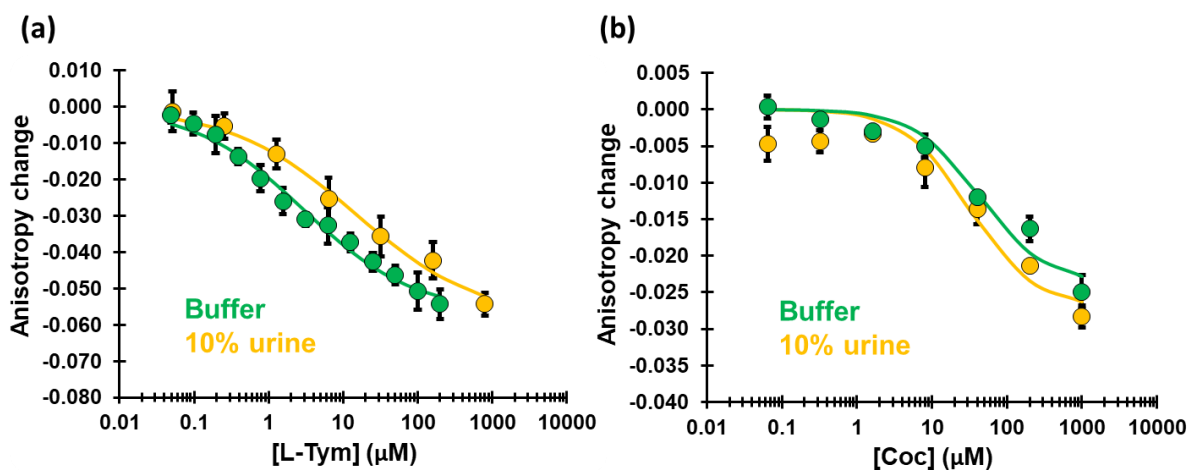 (a)
0.010
0.000
-0.010
-0.020
-0.030
-0.040
-0.050
-0.060
-0.070
-0.080
Anisotropy change
Buffer
10% urine
0.01 0.1 1 10 100 1000 10000
[L-Tym] (μM)
(b)
0.005
0.000
-0.005
-0.010
-0.015
-0.020
-0.025
-0.030
-0.035
-0.040
Anisotropy change
Buffer
10% urine
0.01 0.1 1 10 100 1000 10000
[Coc] (μM)